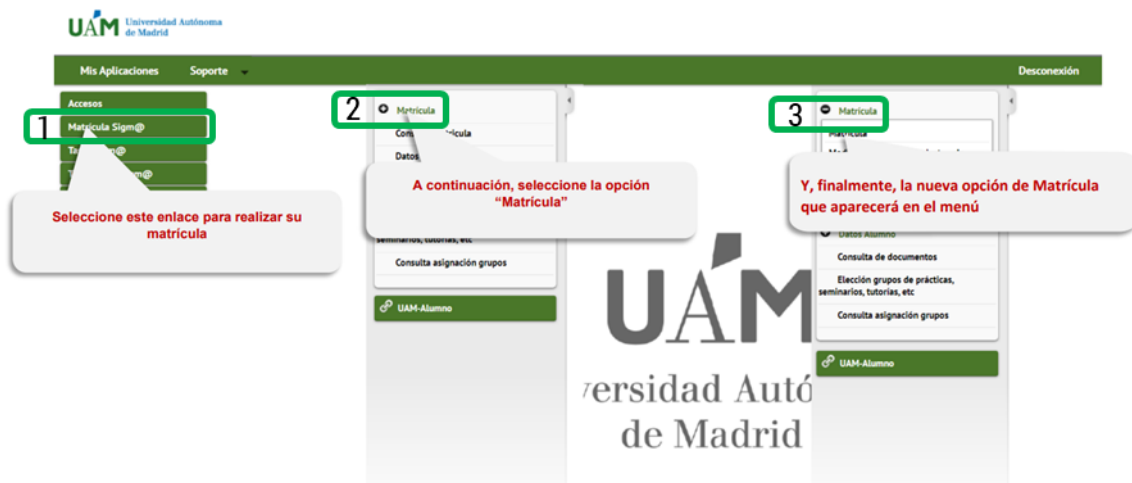 UAM Universidad Autónoma
de Madrid
Mis Aplicaciones Soporte Desconexión
Accesos
1 Matrícula Sigm@
Seleccione este enlace para realizar su
matrícula
2 Matrícula
Datos
A continuación, seleccione la opción
“Matrícula”
seminarios, tutorías, etc
Consulta asignación grupos
UAM-Alumno
UAM
versidad Autó
de Madrid
3 Matrícula
Matrícula
Y, finalmente, la nueva opción de Matrícula
que aparecerá en el menú
Datos Alumno
Consulta de documentos
Elección grupos de prácticas,
seminarios, tutorías, etc
Consulta asignación grupos
UAM-Alumno